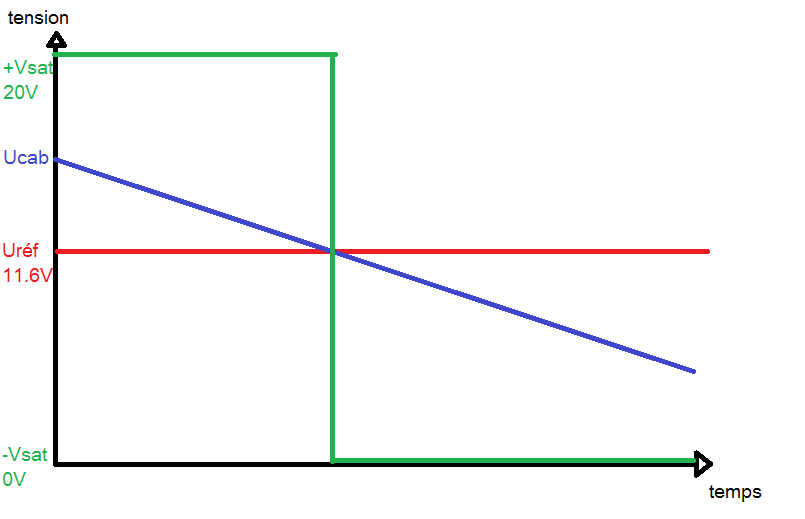 tension
+Vsat
20V
Ucab
Uréf
11.6V
-Vsat
0V
temps